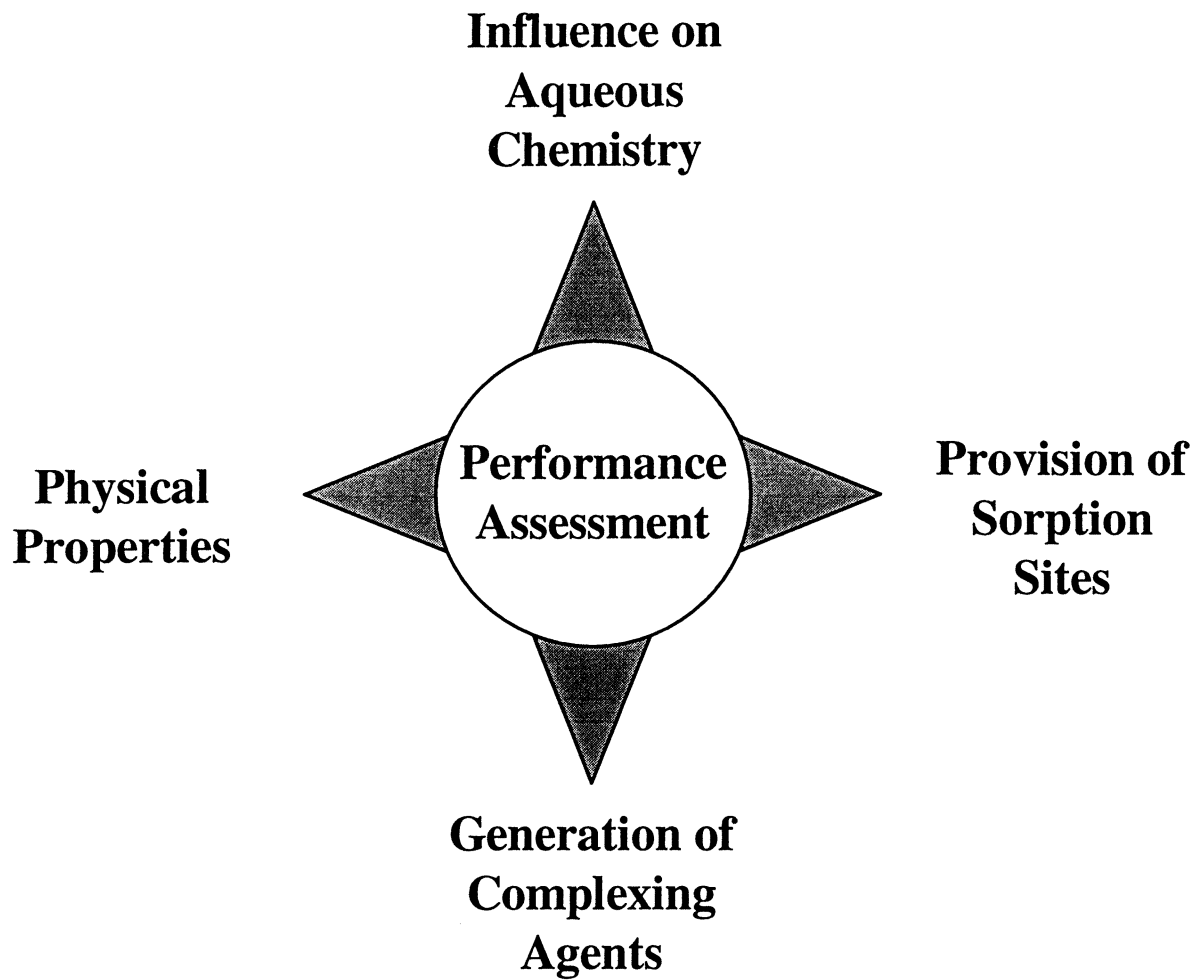 Influence on
Aqueous
Chemistry
Performance
Assessment
Physical
Properties
Provision of
Sorption
Sites
Generation of
Complexing
Agents